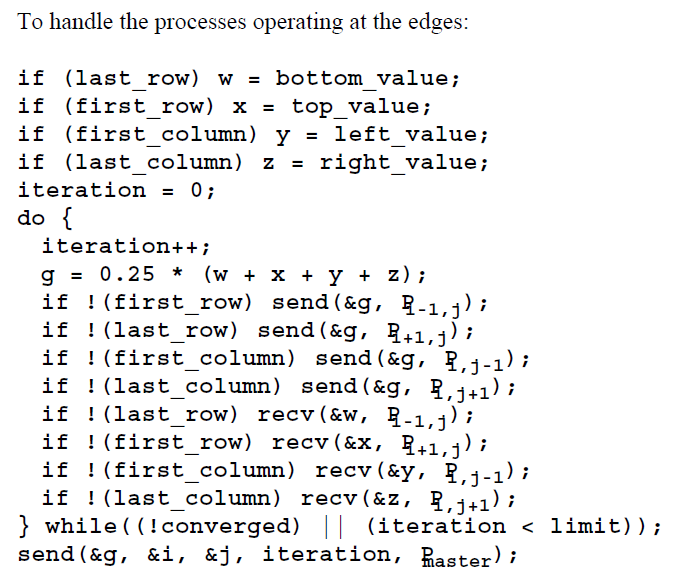 To handle the processes operating at the edges:
if (last_row) w = bottom_value;
if (first_row) x = top_value;
if (first_column) y = left_value;
if (last_column) z = right_value;
iteration = 0;
do {
iteration++;
g = 0.25 * (w + x + y + z);
if !(first_row) send(&g, Pi-1,j);
if !(last_row) send(&g, Pi+1,j);
if !(first_column) send(&g, Pi,j-1);
if !(last_column) send(&g, Pi,j+1);
if !(last_row) recv(&w, Pi-1,j);
if !(first_row) recv(&x, Pi+1,j);
if !(first_column) recv(&y, Pi,j-1);
if !(last_column) recv(&z, Pi,j+1);
} while((!converged) || (iteration < limit));
send(&g, &i, &j, iteration, Pmaster);